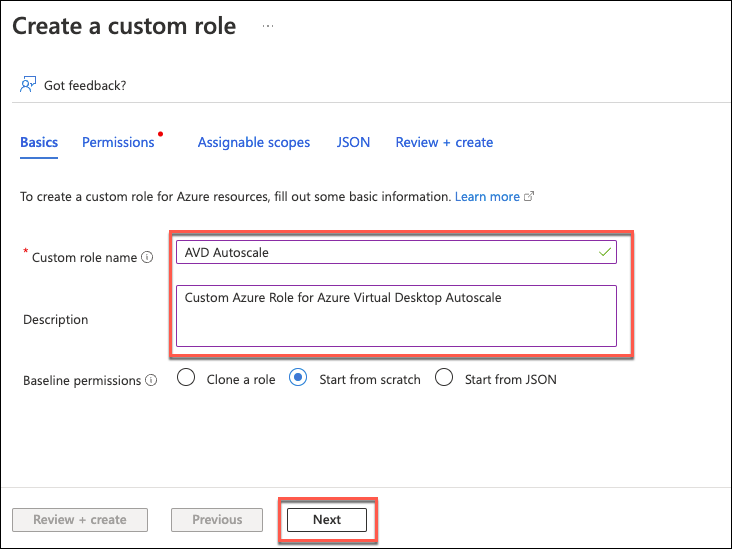 Create a custom role ...
Got feedback?
Basics Permissions Assignable scopes JSON Review + create
To create a custom role for Azure resources, fill out some basic information. Learn more
* Custom role name AVD Autoscale
Description Custom Azure Role for Azure Virtual Desktop Autoscale
Baseline permissions Clone a role Start from scratch Start from JSON
Review + create Previous Next